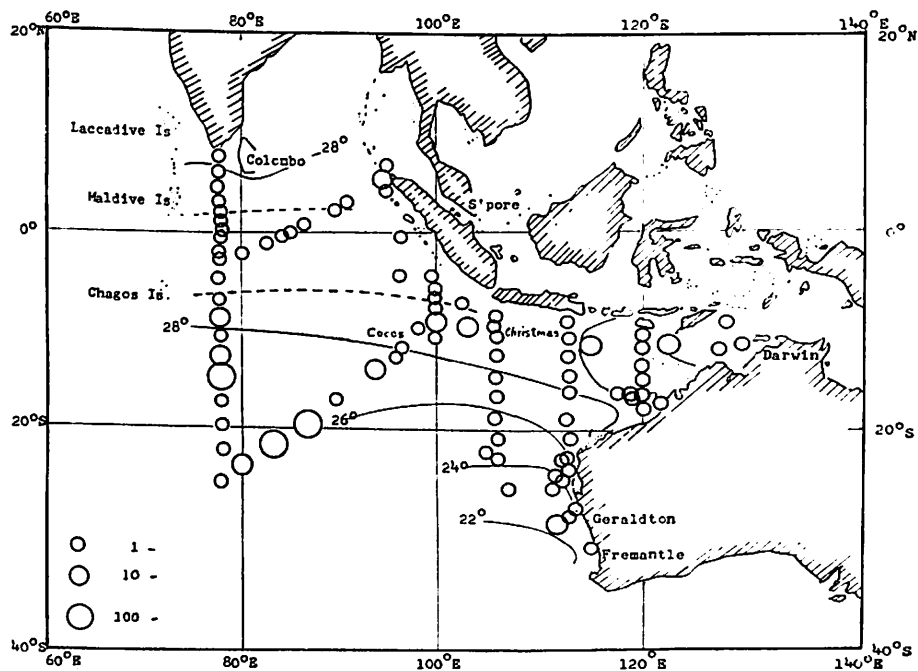 60°E 80°E 100°E 120°E 140°E
20°N 20°N
Laccadive Is
Colcmbo
28°
Maldive Is
S'pore
0° 0°
Chagos Is.
28°
Cocos
Christmas
Darwin
20°S 26° 20°S
24°
22°
Geraldton
Fremantle
1 -
10 -
100 -
40°S 40°S
60°E 80°E 100°E 120°E 140°E